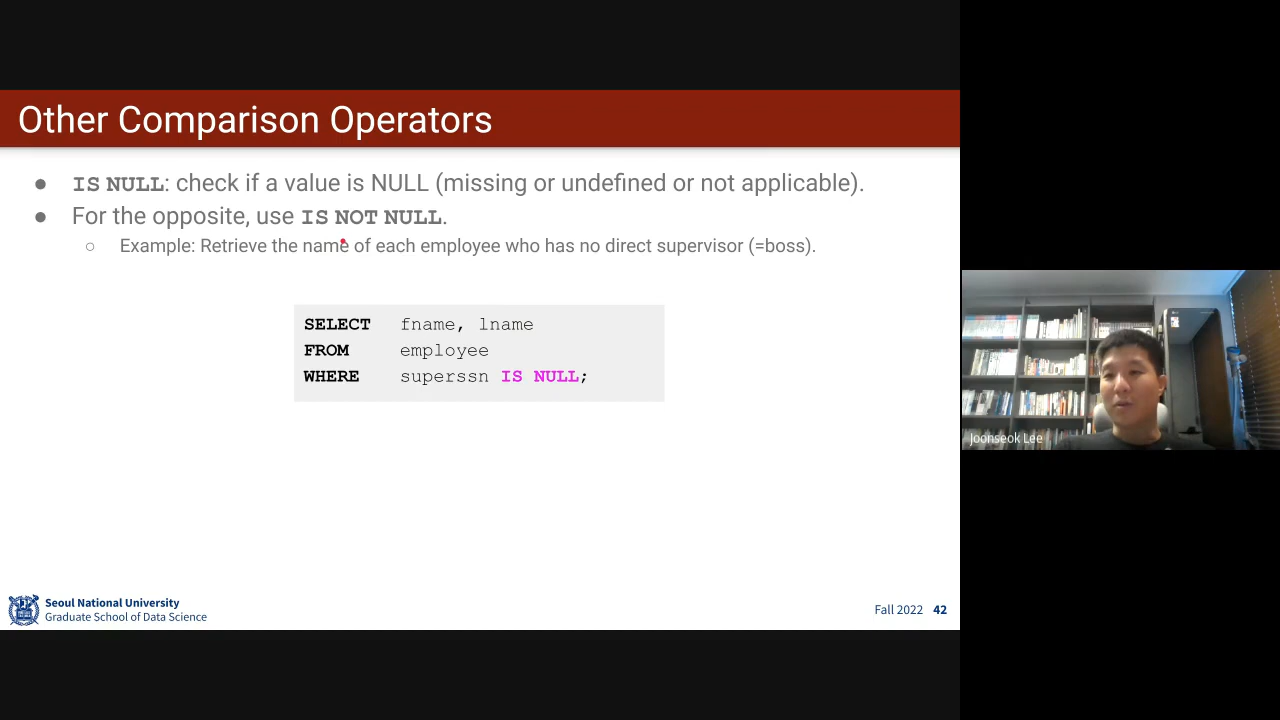 Other Comparison Operators
● IS NULL: check if a value is NULL (missing or undefined or not applicable).
● For the opposite, use IS NOT NULL.
○ Example: Retrieve the name of each employee who has no direct supervisor (=boss).
SELECT fname, lname
FROM employee
WHERE superssn IS NULL;
Joonseok Lee
Seoul National University
Graduate School of Data Science
Fall 2022 42